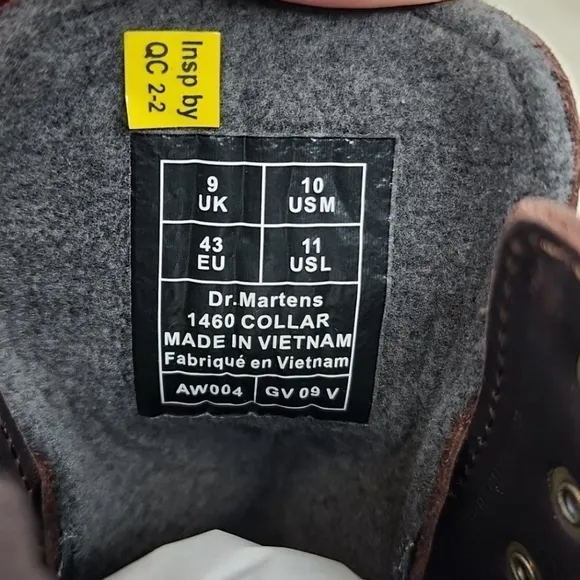 Insp by
QC 2-2
9 10
UK USM
43 11
EU USL
Dr.Martens
1460 COLLAR
MADE IN VIETNAM
Fabriqué en Vietnam
AW004 GV 09 V